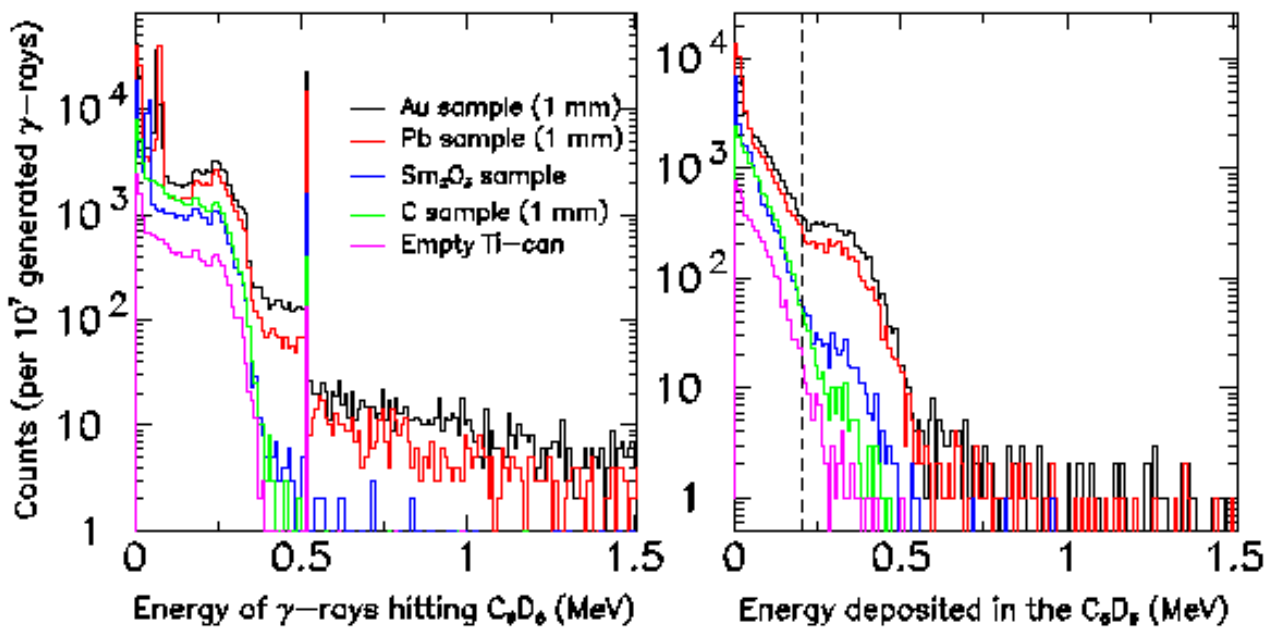 Counts (per 10⁷ generated γ-rays)
10⁴
10³
10²
10
1
Au sample (1 mm)
Pb sample (1 mm)
Sm₂O₃ sample
C sample (1 mm)
Empty Ti-can
0 0.5 1 1.5
Energy of γ-rays hitting C₆D₆ (MeV)
10⁴
10³
10²
10
1
0 0.5 1 1.5
Energy deposited in the C₆D₆ (MeV)